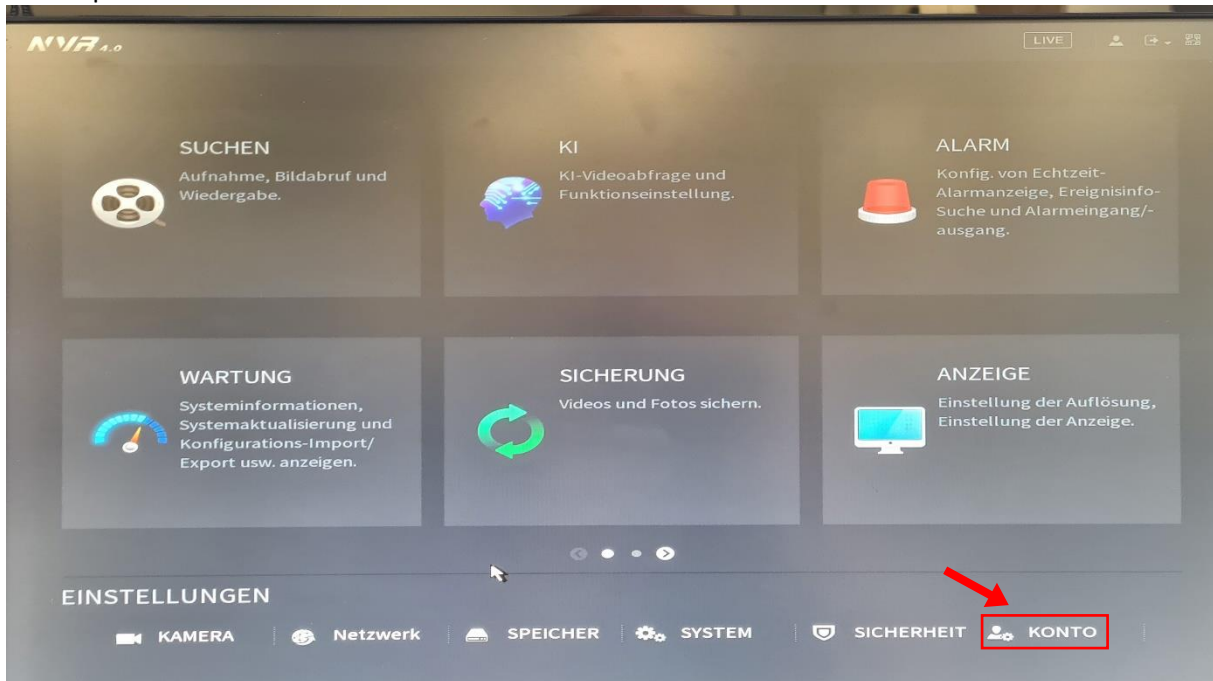 NVR 4.0
LIVE
SUCHEN
Aufnahme, Bildabruf und
Wiedergabe.
KI
KI-Videoabfrage und
Funktionseinstellung.
ALARM
Konfig. von Echtzeit-
Alarmanzeige, Ereignisinfo-
Suche und Alarmeingang/-
ausgang.
WARTUNG
Systeminformationen,
Systemaktualisierung und
Konfigurations-Import/
Export usw. anzeigen.
SICHERUNG
Videos und Fotos sichern.
ANZEIGE
Einstellung der Auflösung,
Einstellung der Anzeige.
EINSTELLUNGEN
KAMERA
Netzwerk
SPEICHER
SYSTEM
SICHERHEIT
KONTO